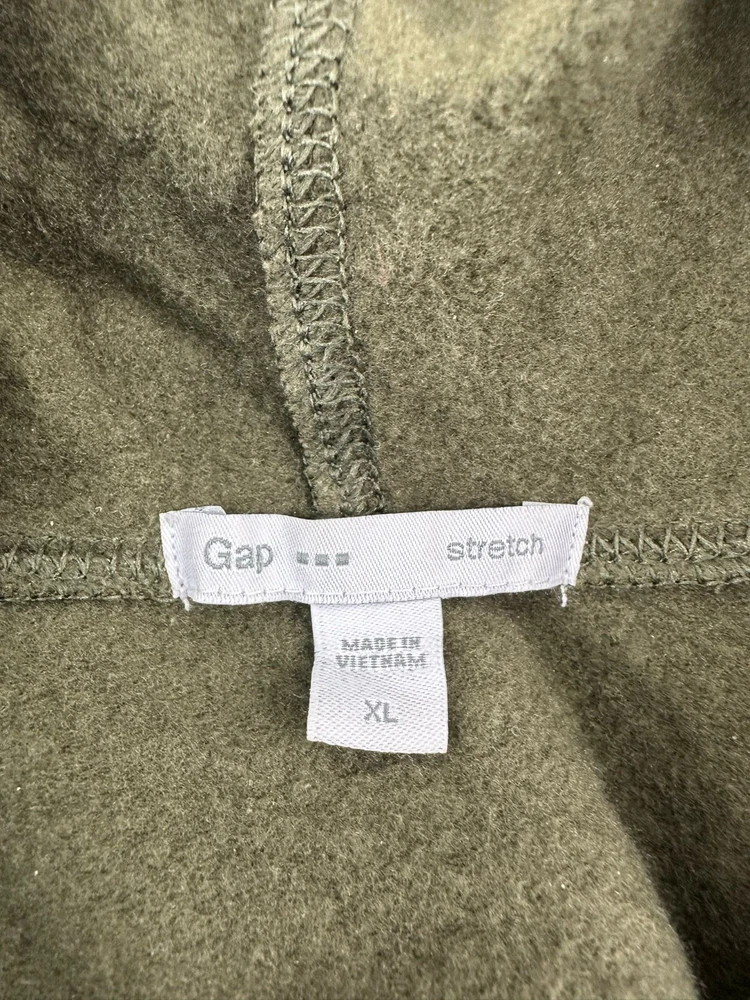 Gap stretch
MADE IN
VIETNAM
XL